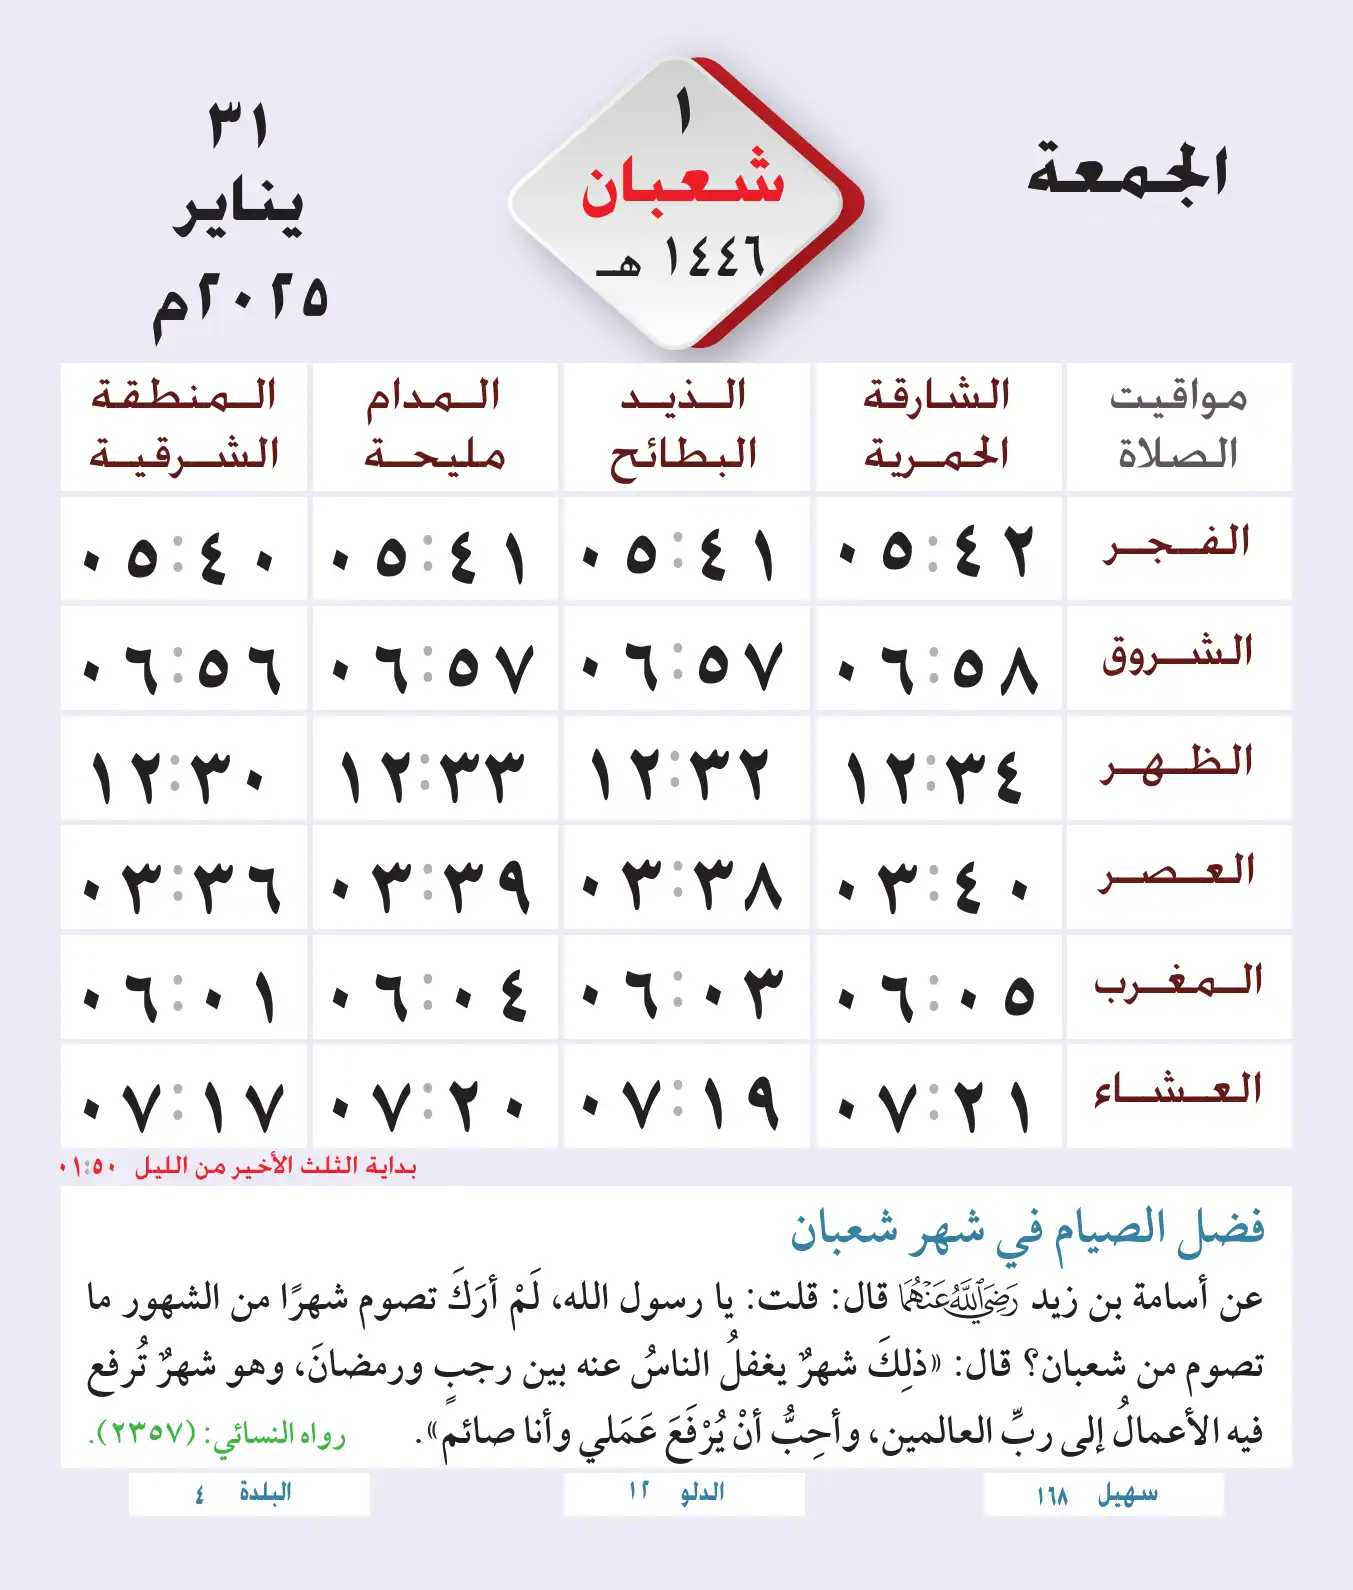 الجمعة
١
شعبان
١٤٤٦ هـ
٣١
يناير
٢٠٢٥م
مواقيت الصلاة الشارقة الحمرية الذيد البطائح المدام مليحة المنطقة الشرقية
الفجر ٠٥:٤٢ ٠٥:٤١ ٠٥:٤١ ٠٥:٤٠
الشروق ٠٦:٥٨ ٠٦:٥٧ ٠٦:٥٧ ٠٦:٥٦
الظهر ١٢:٣٤ ١٢:٣٢ ١٢:٣٣ ١٢:٣٠
العصر ٠٣:٤٠ ٠٣:٣٨ ٠٣:٣٩ ٠٣:٣٦
المغرب ٠٦:٠٥ ٠٦:٠٣ ٠٦:٠٤ ٠٦:٠١
العشاء ٠٧:٢١ ٠٧:١٩ ٠٧:٢٠ ٠٧:١٧
بداية الثلث الأخير من الليل ٠١:٥٠
فضل الصيام في شهر شعبان
عن أسامة بن زيد رَضِيَ ٱللَّهُ عَنْهُمَا قال: قلت: يا رسول الله، لَمْ أرَكَ تصوم شهرًا من الشهور ما
تصوم من شعبان؟ قال: «ذلِكَ شهرٌ يغفلُ الناسُ عنه بين رجبٍ ورمضانَ، وهو شهرٌ تُرفع
فيه الأعمالُ إلى ربِّ العالمين، وأحِبُّ أنْ يُرْفَعَ عَمَلي وأنا صائم». رواه النسائي: (٢٣٥٧).
سهيل ١٦٨ الدلو ١٢ البلدة ٤